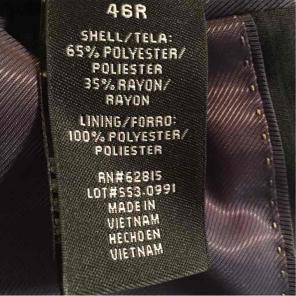 46R
SHELL/TELA:
65% POLYESTER/
POLIESTER
35% RAYON/
RAYON
LINING/FORRO:
100% POLYESTER/
POLIESTER
RN#62815
LOT#553-0991
MADE IN
VIETNAM
HECHO EN
VIETNAM